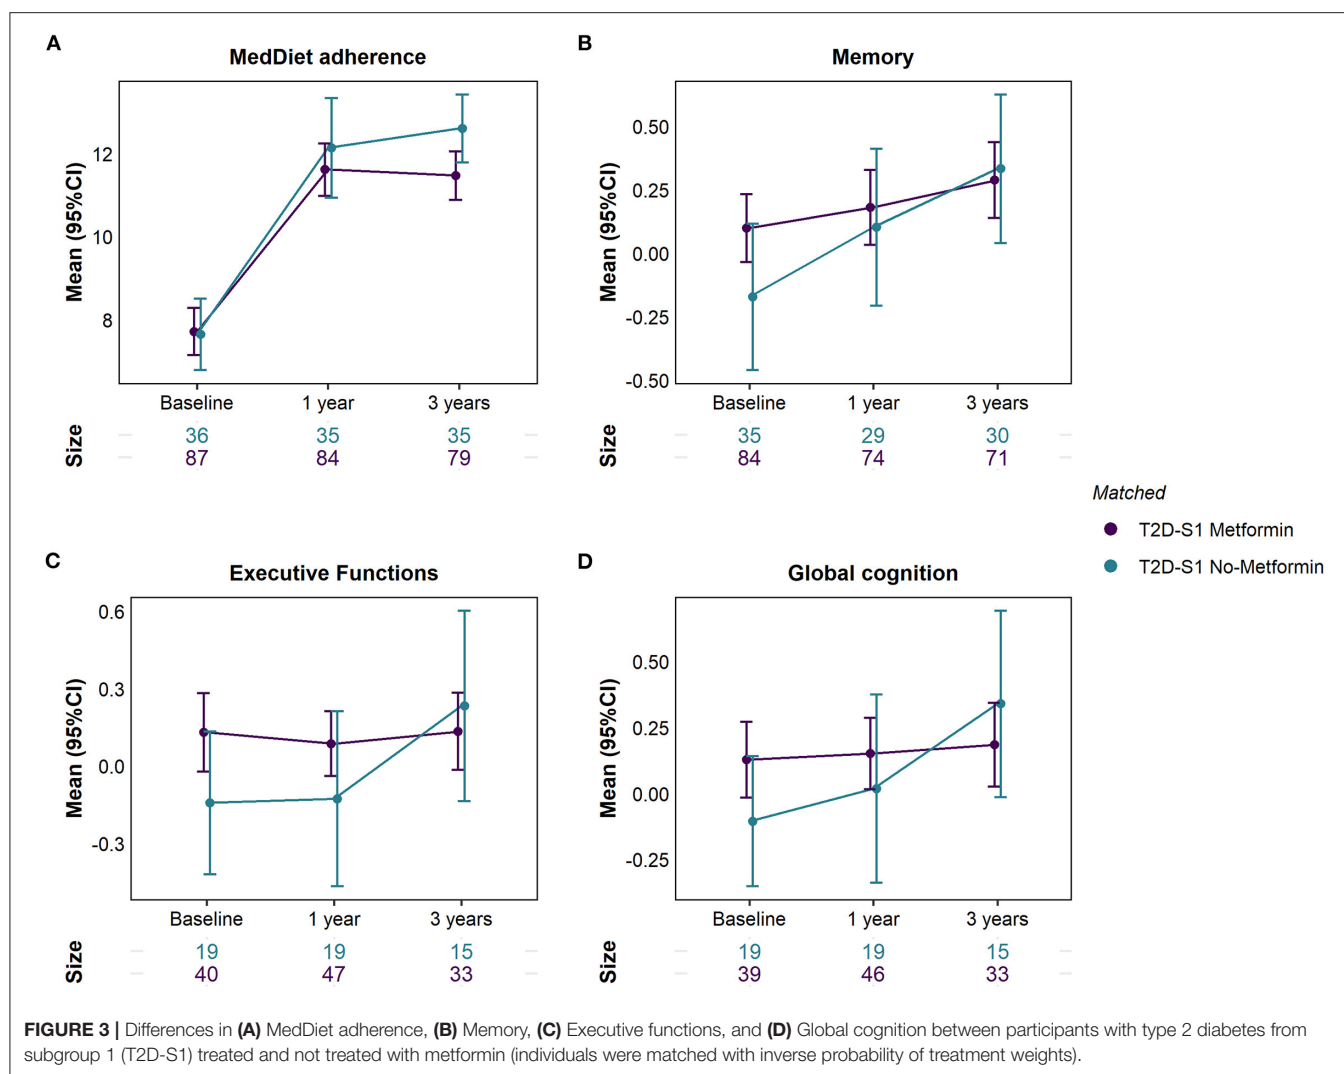 A
MedDiet adherence
Mean (95%CI)
12
10
8
Baseline 1 year 3 years
Size
36 35 35
87 84 79
B
Memory
Mean (95%CI)
0.50
0.25
0.00
-0.25
-0.50
Baseline 1 year 3 years
Size
35 29 30
84 74 71
Matched
T2D-S1 Metformin
T2D-S1 No-Metformin
C
Executive Functions
Mean (95%CI)
0.6
0.3
0.0
-0.3
Baseline 1 year 3 years
Size
19 19 15
40 47 33
D
Global cognition
Mean (95%CI)
0.50
0.25
0.00
-0.25
Baseline 1 year 3 years
Size
19 19 15
39 46 33
FIGURE 3 | Differences in (A) MedDiet adherence, (B) Memory, (C) Executive functions, and (D) Global cognition between participants with type 2 diabetes from
subgroup 1 (T2D-S1) treated and not treated with metformin (individuals were matched with inverse probability of treatment weights).